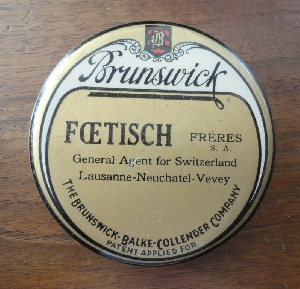 B
Brunswick
FŒTISCH FRÈRES
S. A.
General Agent for Switzerland
Lausanne-Neuchatel-Vevey
THE BRUNSWICK-BALKE-COLLENDER COMPANY
PATENT APPLIED FOR